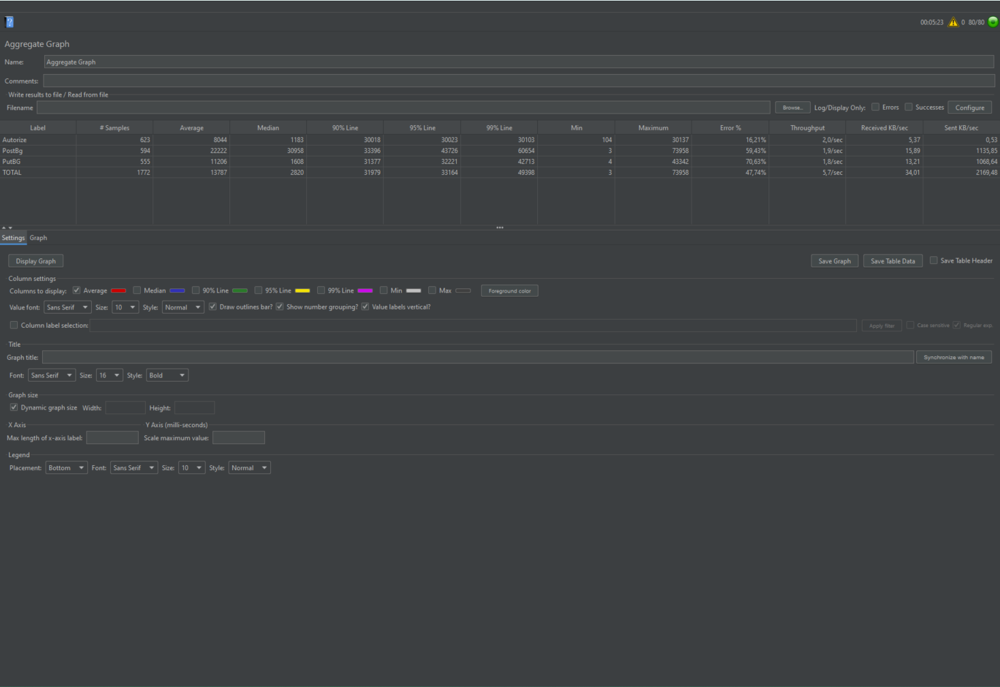 00:05:23 0 80/80
Aggregate Graph
Name: Aggregate Graph
Comments:
Write results to file / Read from file
Filename Browse... Log/Display Only: Errors Successes Configure
Label # Samples Average Median 90% Line 95% Line 99% Line Min Maximum Error % Throughput Received KB/sec Sent KB/sec
Autorize 623 8044 1183 30018 30023 30103 104 30137 16,21% 2,0/sec 5,37 0,53
PostBg 594 22222 30958 33396 43726 60654 3 73958 59,43% 1,9/sec 15,89 1135,85
PutBG 555 11206 1608 31377 32221 42713 4 43342 70,63% 1,8/sec 13,21 1068,64
TOTAL 1772 13787 2820 31979 33164 49398 3 73958 47,74% 5,7/sec 34,01 2169,48
Settings Graph
Display Graph Save Graph Save Table Data Save Table Header
Column settings
Columns to display: Average Median 90% Line 95% Line 99% Line Min Max Foreground color
Value font: Sans Serif Size: 10 Style: Normal Draw outlines bar? Show number grouping? Value labels vertical?
Column label selection: Apply filter Case sensitive Regular exp.
Title
Graph title: Synchronize with name
Font: Sans Serif Size: 16 Style: Bold
Graph size
Dynamic graph size Width: Height:
X Axis Y Axis (milli-seconds)
Max length of x-axis label: Scale maximum value:
Legend
Placement: Bottom Font: Sans Serif Size: 10 Style: Normal